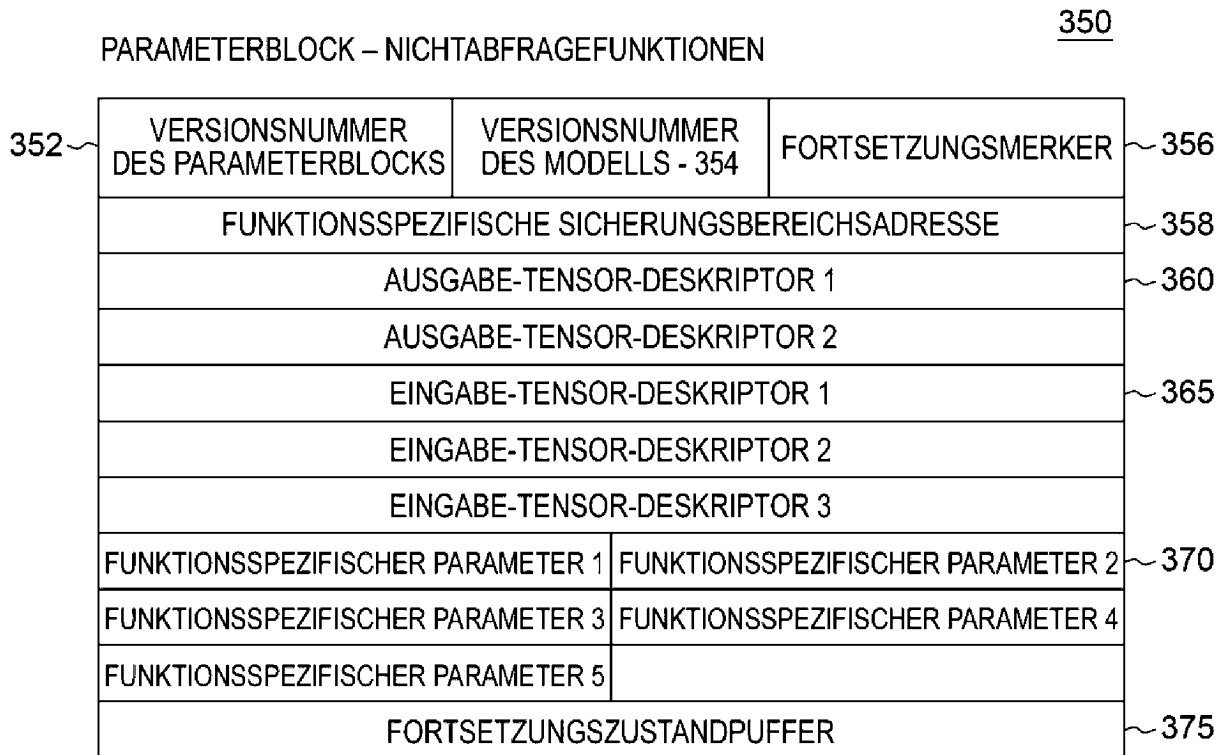 350
PARAMETERBLOCK – NICHTABFRAGEFUNKTIONEN
352
VERSIONSNUMMER
DES PARAMETERBLOCKS
VERSIONSNUMMER
DES MODELLS - 354
FORTSETZUNGSMERKER
356
FUNKTIONSSPEZIFISCHE SICHERUNGSBEREICHSADRESSE
358
AUSGABE-TENSOR-DESKRIPTOR 1
360
AUSGABE-TENSOR-DESKRIPTOR 2
EINGABE-TENSOR-DESKRIPTOR 1
365
EINGABE-TENSOR-DESKRIPTOR 2
EINGABE-TENSOR-DESKRIPTOR 3
FUNKTIONSSPEZIFISCHER PARAMETER 1
FUNKTIONSSPEZIFISCHER PARAMETER 2
370
FUNKTIONSSPEZIFISCHER PARAMETER 3
FUNKTIONSSPEZIFISCHER PARAMETER 4
FUNKTIONSSPEZIFISCHER PARAMETER 5
FORTSETZUNGSZUSTANDPUFFER
375